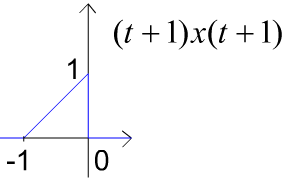 (t + 1)x(t + 1)
1
-1 0